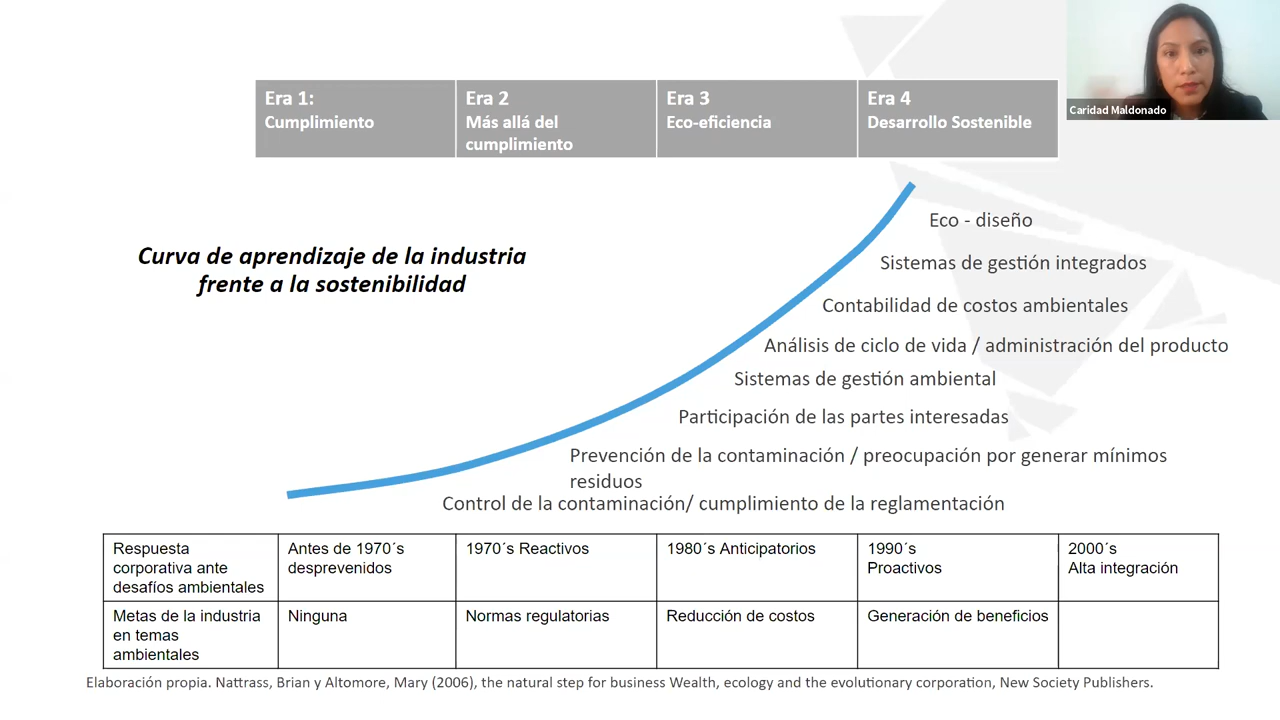 Era 1:
Cumplimiento
Era 2
Más allá del
cumplimiento
Era 3
Eco-eficiencia
Era 4
Desarrollo Sostenible
Caridad Maldonado
Curva de aprendizaje de la industria
frente a la sostenibilidad
Eco - diseño
Sistemas de gestión integrados
Contabilidad de costos ambientales
Análisis de ciclo de vida / administración del producto
Sistemas de gestión ambiental
Participación de las partes interesadas
Prevención de la contaminación / preocupación por generar mínimos
residuos
Control de la contaminación/ cumplimiento de la reglamentación
Respuesta
corporativa ante
desafíos ambientales
Antes de 1970´s
desprevenidos
1970´s Reactivos
1980´s Anticipatorios
1990´s
Proactivos
2000´s
Alta integración
Metas de la industria
en temas
ambientales
Ninguna
Normas regulatorias
Reducción de costos
Generación de beneficios
Elaboración propia. Nattrass, Brian y Altomore, Mary (2006), the natural step for business Wealth, ecology and the evolutionary corporation, New Society Publishers.